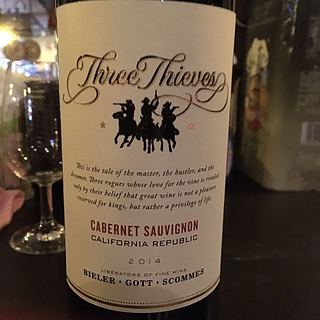 Three Thieves
This is the tale of the master, the hustler, and the
dreamer. Three rogues whose love for the vine is revealed
only by their belief that great wine is not a pleasure
reserved for kings, but rather a privilege of life.
CABERNET SAUVIGNON
CALIFORNIA REPUBLIC
2014
LIBERATORS OF FINE WINE
BIELER • GOTT • SCOMMES